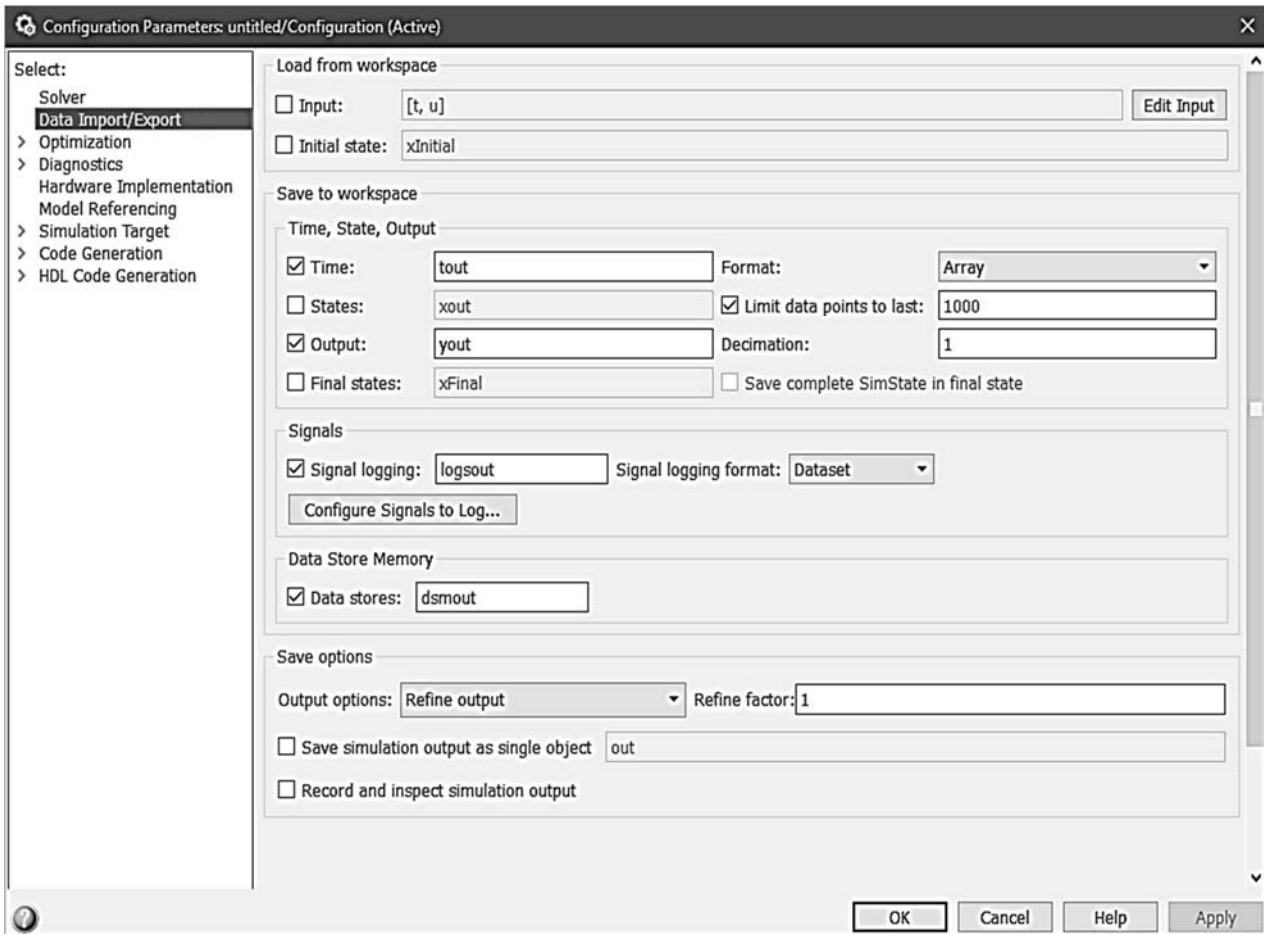 Configuration Parameters: untitled/Configuration (Active)
Select:
Solver
Data Import/Export
Optimization
Diagnostics
Hardware Implementation
Model Referencing
Simulation Target
Code Generation
HDL Code Generation
Load from workspace
Input: [t, u] Edit Input
Initial state: xInitial
Save to workspace
Time, State, Output
Time: tout Format: Array
States: xout Limit data points to last: 1000
Output: yout Decimation: 1
Final states: xFinal Save complete SimState in final state
Signals
Signal logging: logsout Signal logging format: Dataset
Configure Signals to Log...
Data Store Memory
Data stores: dsmout
Save options
Output options: Refine output Refine factor: 1
Save simulation output as single object out
Record and inspect simulation output
OK Cancel Help Apply